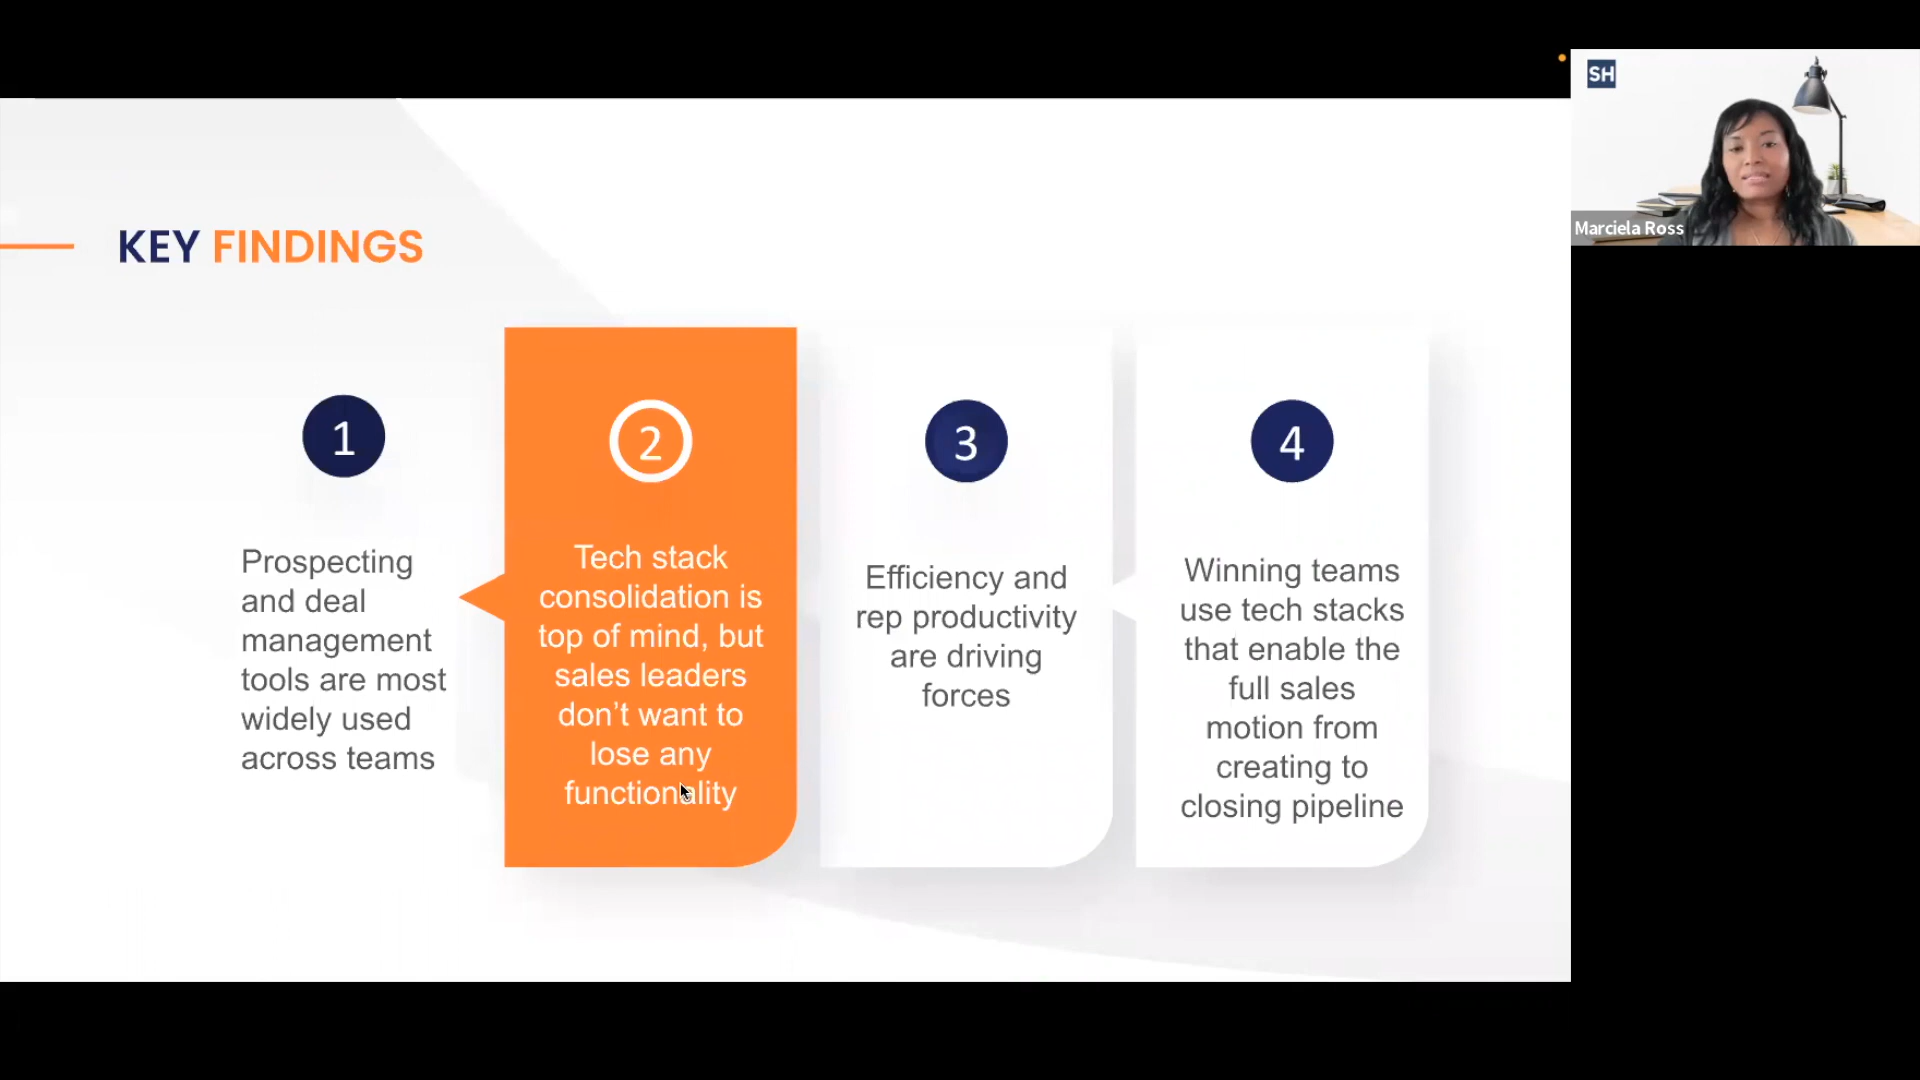 SH
Marciela Ross
KEY FINDINGS
1
Prospecting
and deal
management
tools are most
widely used
across teams
2
Tech stack
consolidation is
top of mind, but
sales leaders
don’t want to
lose any
functionality
3
Efficiency and
rep productivity
are driving
forces
4
Winning teams
use tech stacks
that enable the
full sales
motion from
creating to
closing pipeline